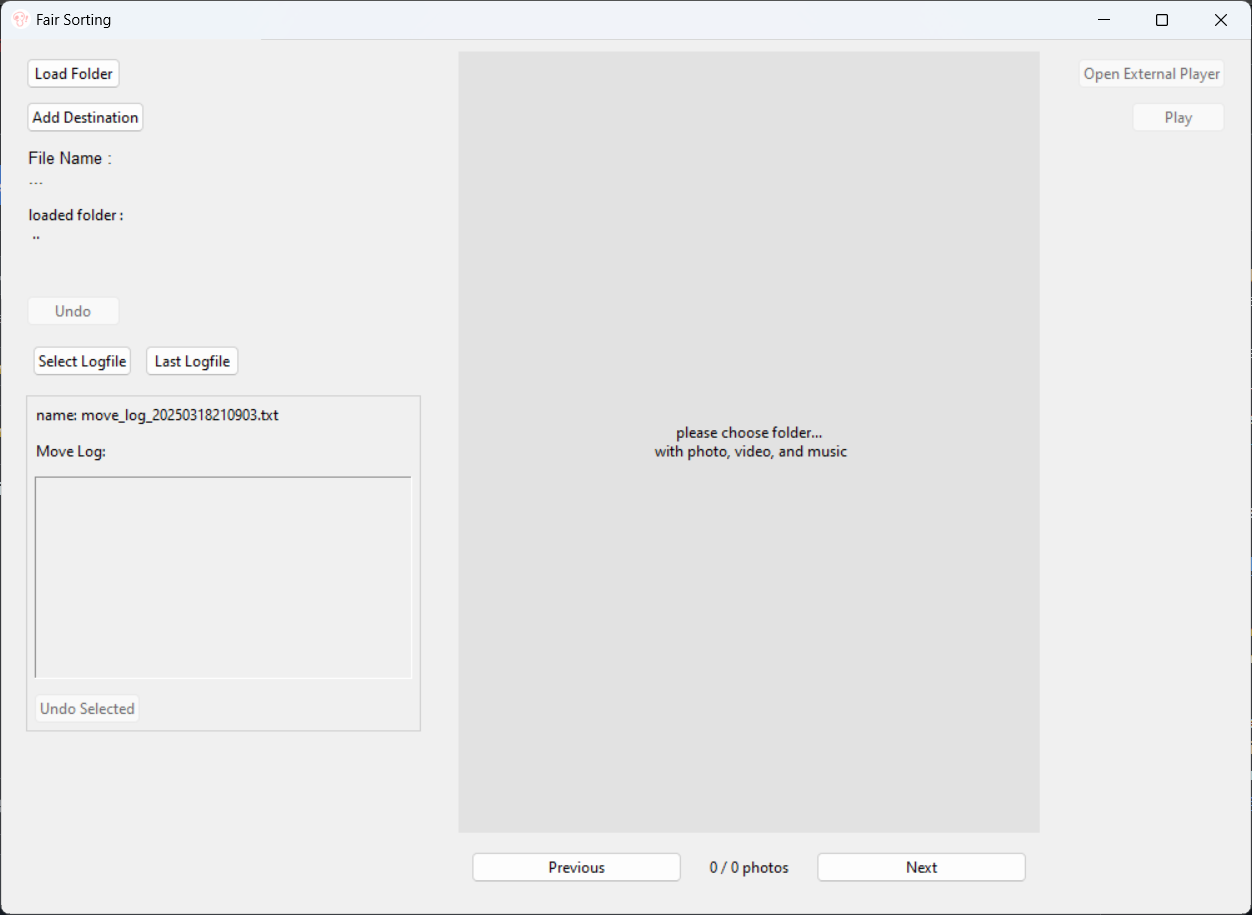 Fair Sorting
Load Folder
Add Destination
File Name :
...
loaded folder :
..
Undo
Select Logfile
Last Logfile
name: move_log_20250318210903.txt
Move Log:
Undo Selected
please choose folder...
with photo, video, and music
Previous
0 / 0 photos
Next
Open External Player
Play